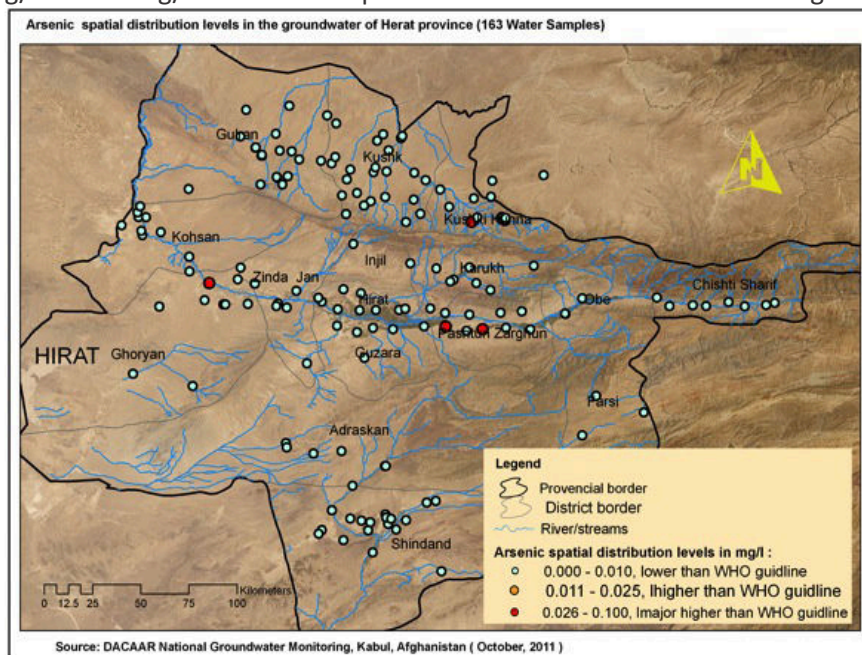 Arsenic spatial distribution levels in the groundwater of Herat province (163 Water Samples)
Gulran
Kushk
Kushki Kuhna
Kohsan
Injil
Karukh
Zinda Jan
Chishti Sharif
Hirat
Obe
Pashtun Zarghun
HIRAT
Ghoryan
Guzara
Parsi
Adraskan
Shindand
N
Legend
Provencial border
District border
River/streams
Arsenic spatial distribution levels in mg/l :
0.000 - 0.010, lower than WHO guidline
0.011 - 0.025, lhigher than WHO guidline
0.026 - 0.100, lmajor higher than WHO guidline
Kilometers
0 12.5 25 50 75 100
Source: DACAAR National Groundwater Monitoring, Kabul, Afghanistan ( October, 2011 )